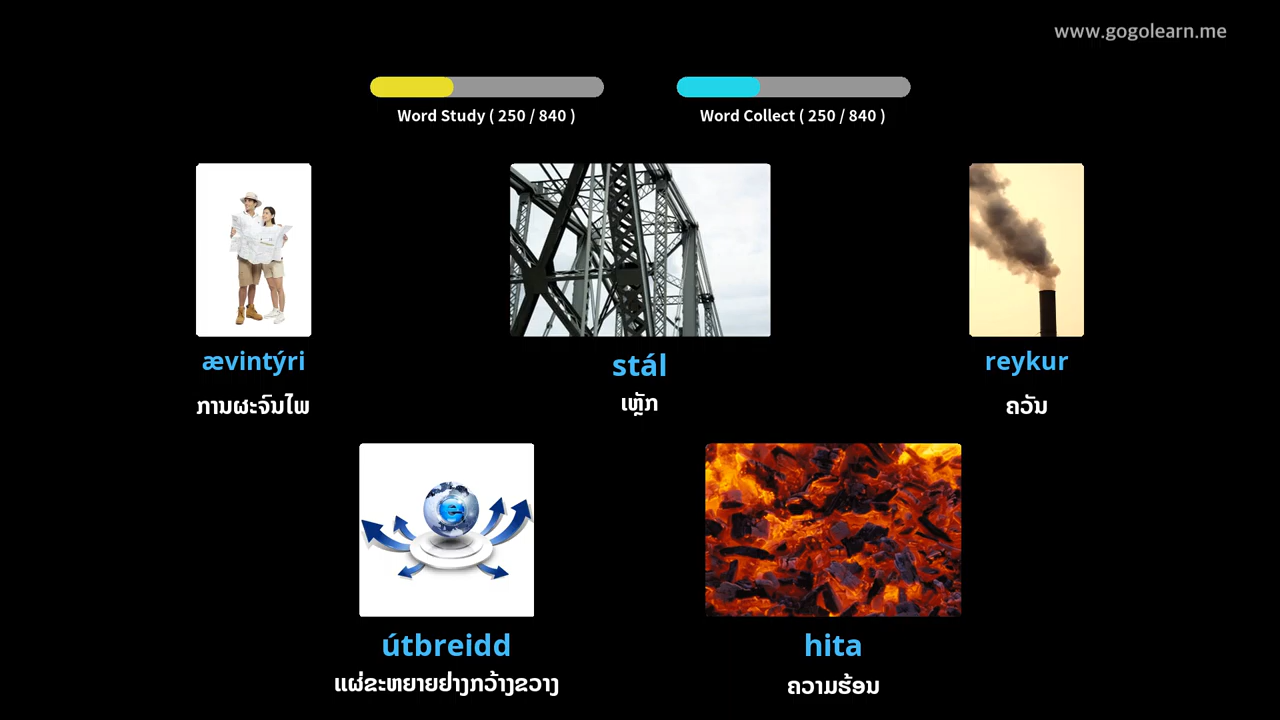 www.gogolearn.me
Word Study ( 250 / 840 )
Word Collect ( 250 / 840 )
ævintýri
ການຜະຈົນໄພ
stál
ເຫຼັກ
reykur
ຄວັນ
útbreidd
ແຜ່ຂະຫຍາຍຢ່າງກວ້າງຂວາງ
hita
ຄວາມຮ້ອນ